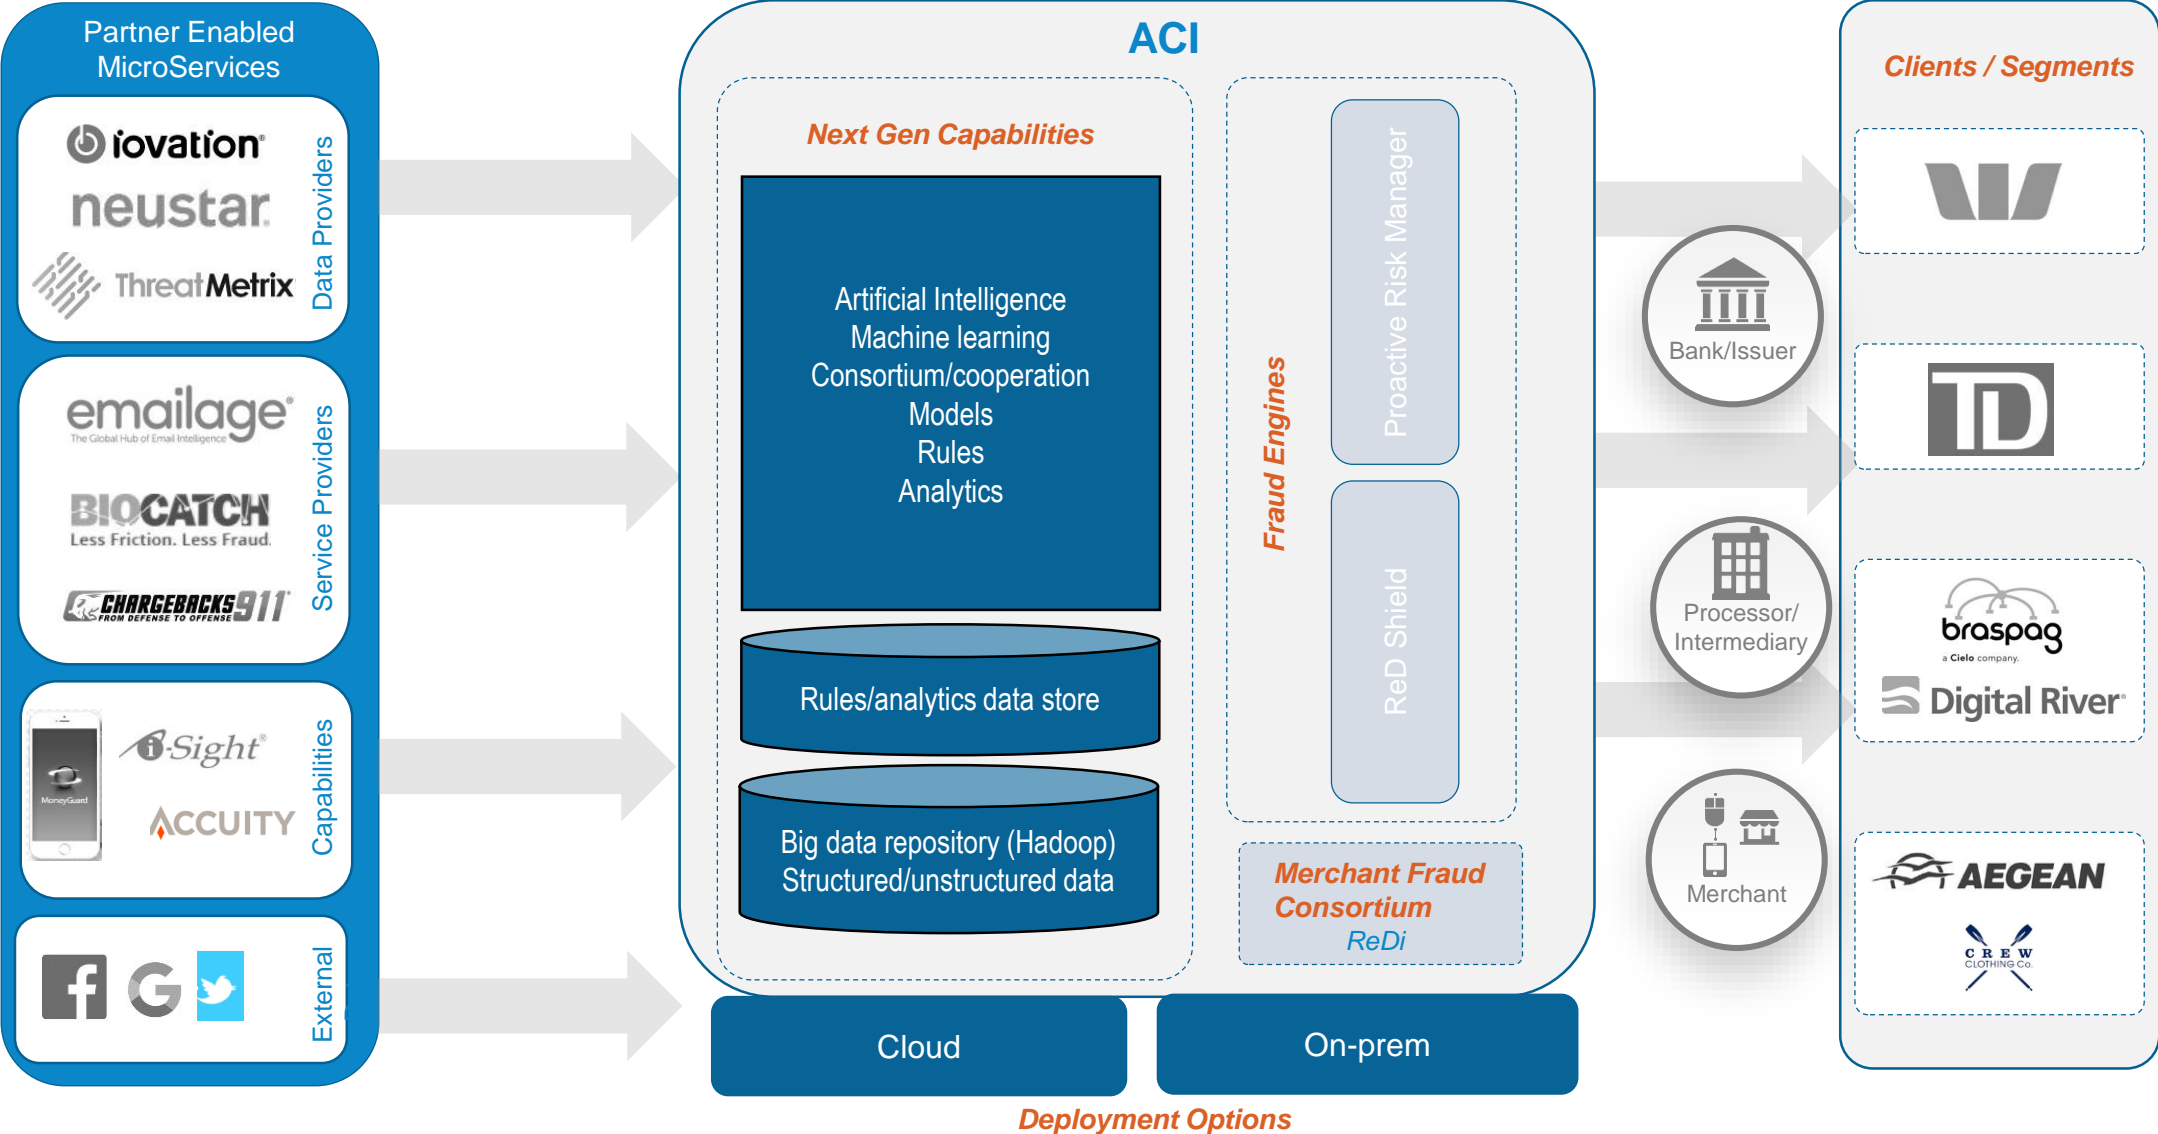 Partner Enabled
MicroServices
iovation®
neustar
ThreatMetrix
Data Providers
emailage®
The Global Hub of Email Intelligence
BIOCATCH
Less Friction. Less Fraud.
CHARGEBACKS911
FROM DEFENSE TO OFFENSE
Service Providers
MoneyGuard
i-Sight®
ACCUITY
Capabilities
External
ACI
Next Gen Capabilities
Artificial Intelligence
Machine learning
Consortium/cooperation
Models
Rules
Analytics
Rules/analytics data store
Big data repository (Hadoop)
Structured/unstructured data
Fraud Engines
Proactive Risk Manager
ReD Shield
Merchant Fraud
Consortium
ReDi
Cloud
On-prem
Deployment Options
Bank/Issuer
Processor/
Intermediary
Merchant
Clients / Segments
TD
braspag
a Cielo company.
Digital River
AEGEAN
CREW
CLOTHING Co.